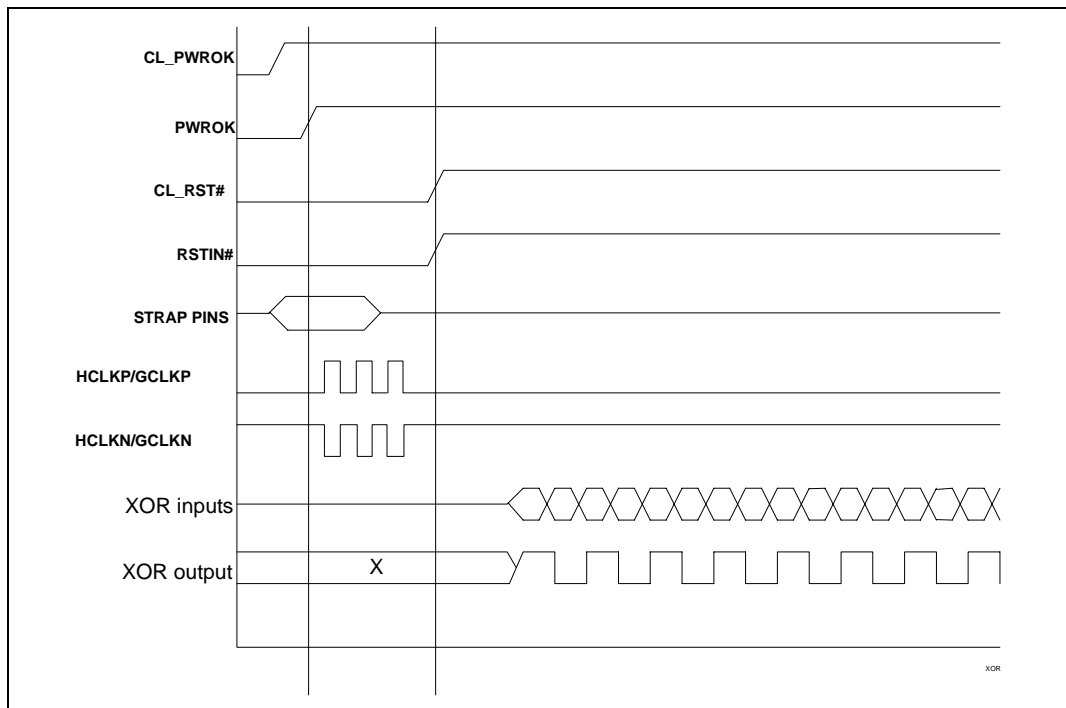 CL_PWROK
PWROK
CL_RST#
RSTIN#
STRAP PINS
HCLKP/GCLKP
HCLKN/GCLKN
XOR inputs
XOR output
X
XOR